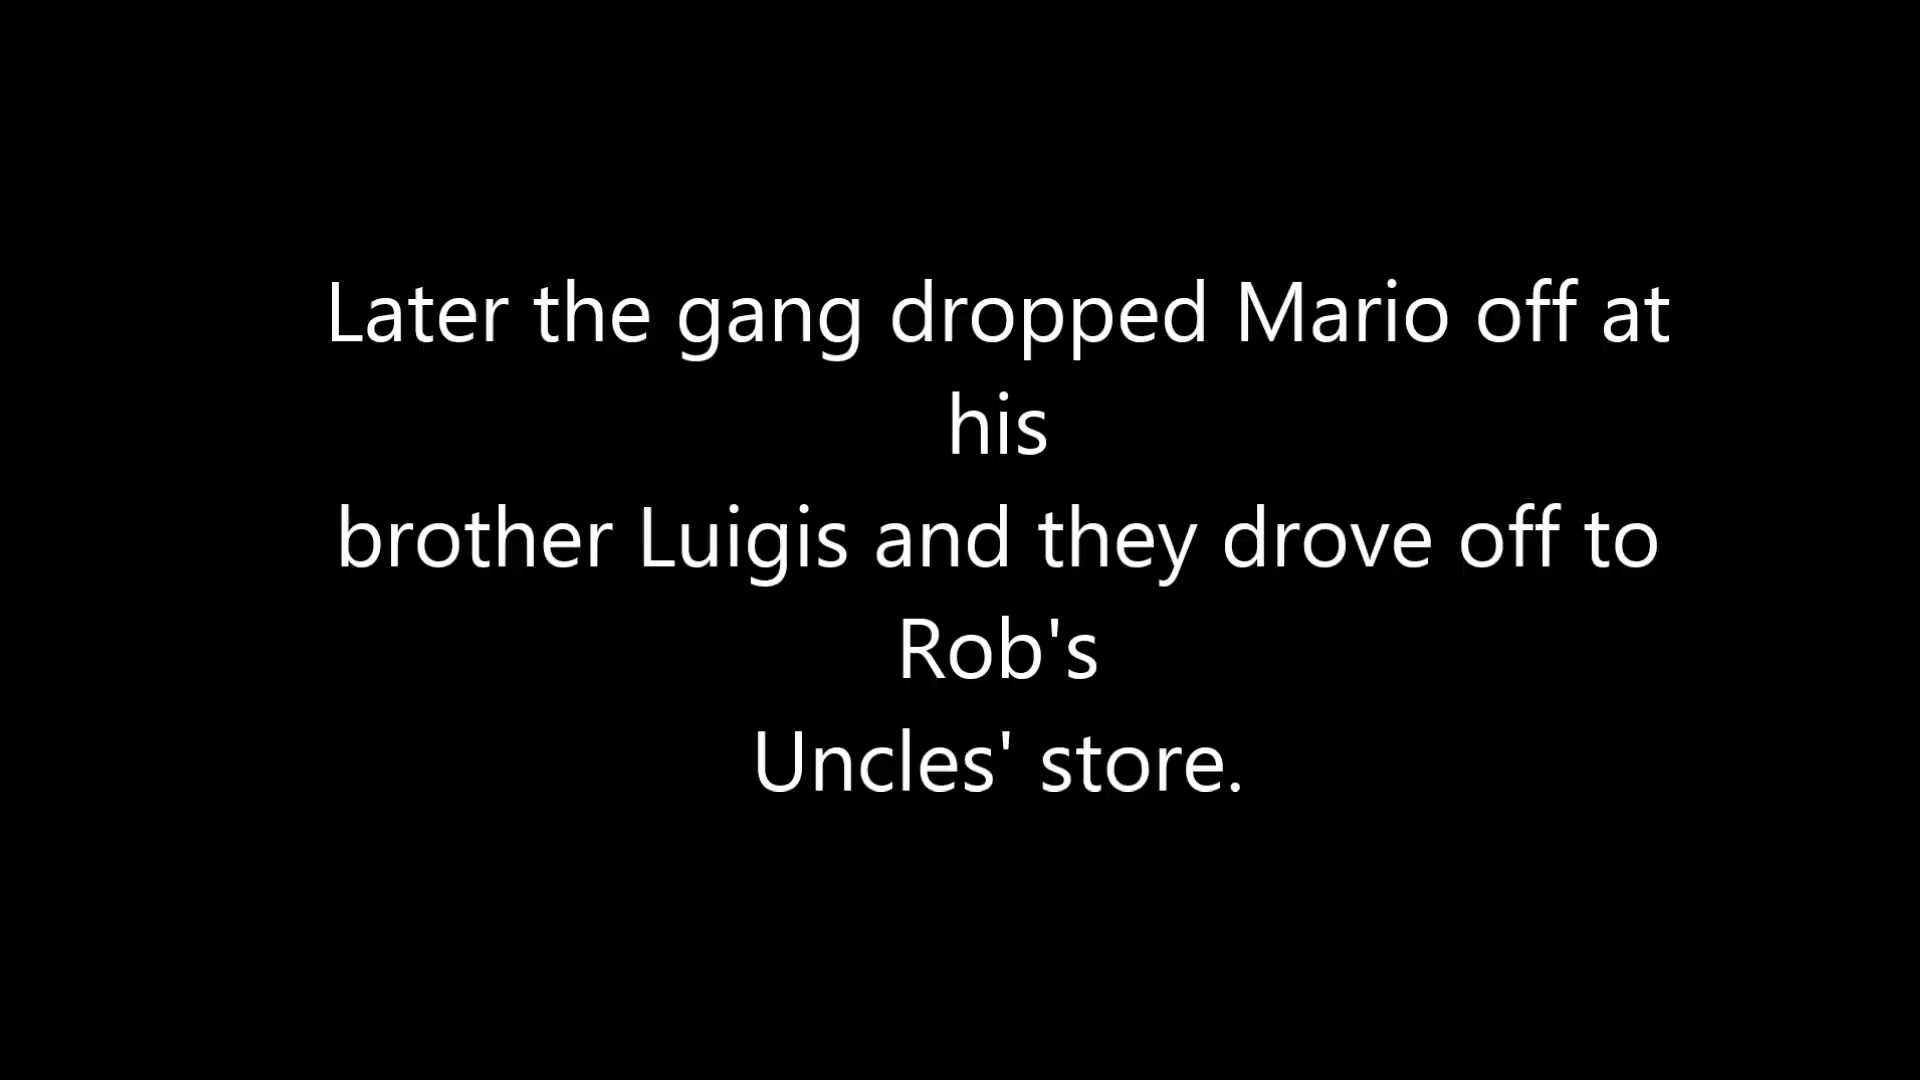 Later the gang dropped Mario off at
his
brother Luigis and they drove off to
Rob's
Uncles' store.